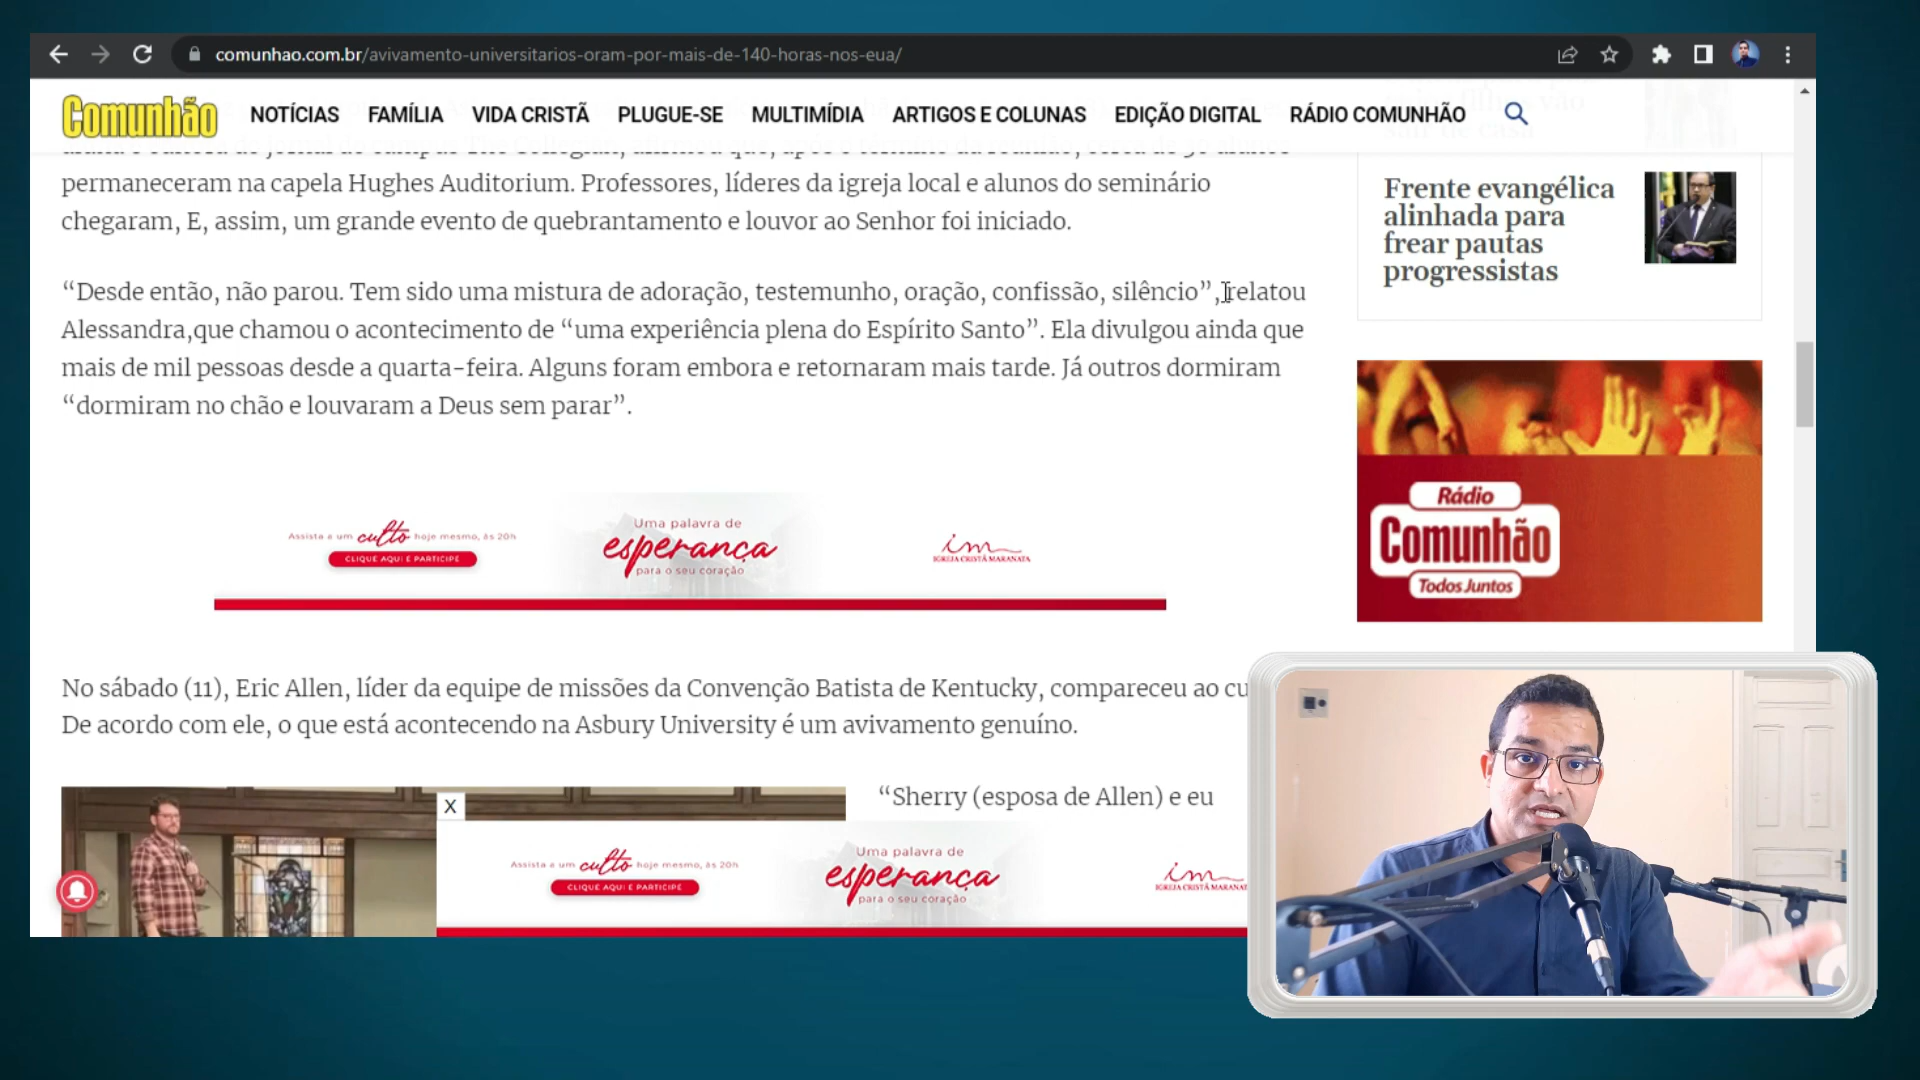 comunhao.com.br/avivamento-universitarios-oram-por-mais-de-140-horas-nos-eua/
Comunhão
NOTÍCIAS FAMÍLIA VIDA CRISTÃ PLUGUE-SE MULTIMÍDIA ARTIGOS E COLUNAS EDIÇÃO DIGITAL RÁDIO COMUNHÃO
permaneceram na capela Hughes Auditorium. Professores, líderes da igreja local e alunos do seminário
chegaram, E, assim, um grande evento de quebrantamento e louvor ao Senhor foi iniciado.
“Desde então, não parou. Tem sido uma mistura de adoração, testemunho, oração, confissão, silêncio”, relatou
Alessandra,que chamou o acontecimento de “uma experiência plena do Espírito Santo”. Ela divulgou ainda que
mais de mil pessoas desde a quarta-feira. Alguns foram embora e retornaram mais tarde. Já outros dormiram
“dormiram no chão e louvaram a Deus sem parar”.
Assista a um culto hoje mesmo, às 20h
CLIQUE AQUI E PARTICIPE
Uma palavra de
esperança
para o seu coração
im
IGREJA CRISTÃ MARANATA
No sábado (11), Eric Allen, líder da equipe de missões da Convenção Batista de Kentucky, compareceu ao cu
De acordo com ele, o que está acontecendo na Asbury University é um avivamento genuíno.
“Sherry (esposa de Allen) e eu
X
Assista a um culto hoje mesmo, às 20h
CLIQUE AQUI E PARTICIPE
Uma palavra de
esperança
para o seu coração
im
IGREJA CRISTÃ MARANAT
Frente evangélica
alinhada para
frear pautas
progressistas
Rádio
Comunhão
Todos Juntos